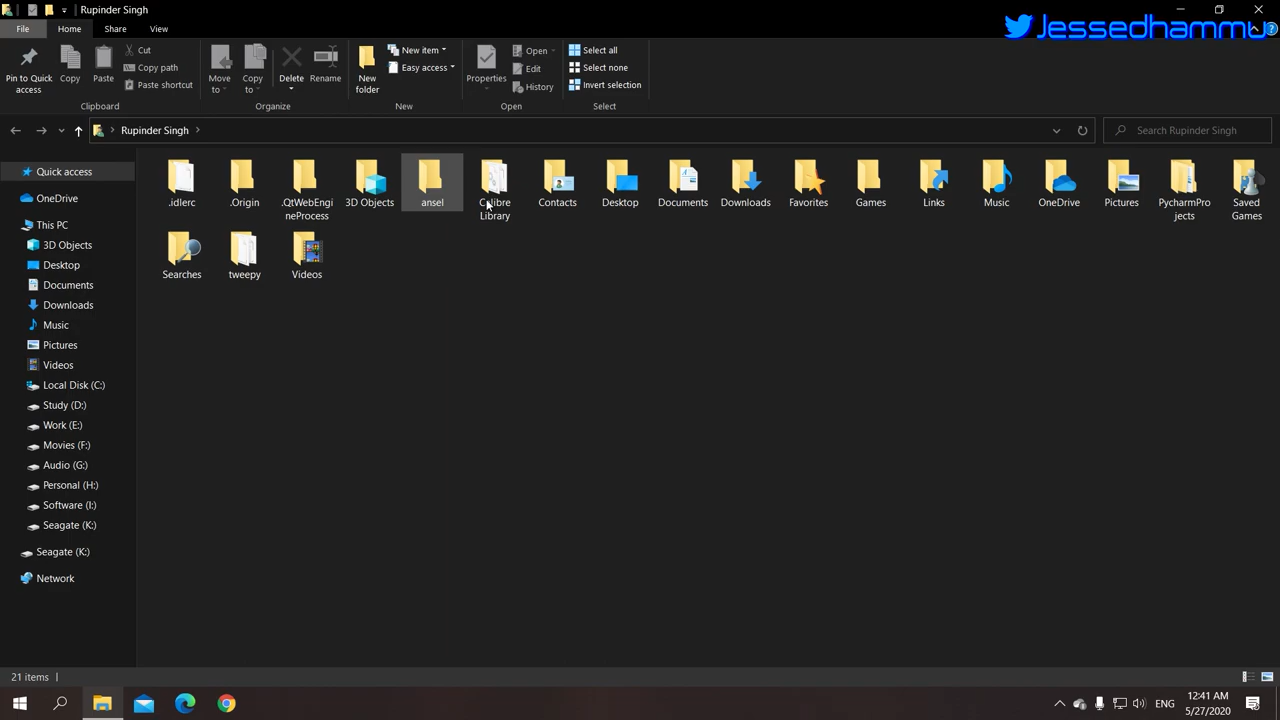 Rupinder Singh
Jessedhammu
File Home Share View
Pin to Quick access
Copy
Paste
Cut
Copy path
Paste shortcut
Clipboard
Move to
Copy to
Delete
Rename
Organize
New folder
New item
Easy access
New
Properties
Open
Edit
History
Open
Select all
Select none
Invert selection
Select
Rupinder Singh
Search Rupinder Singh
Quick access
OneDrive
This PC
3D Objects
Desktop
Documents
Downloads
Music
Pictures
Videos
Local Disk (C:)
Study (D:)
Work (E:)
Movies (F:)
Audio (G:)
Personal (H:)
Software (I:)
Seagate (K:)
Seagate (K:)
Network
.idlerc
.Origin
.QtWebEngi
neProcess
3D Objects
ansel
Calibre
Library
Contacts
Desktop
Documents
Downloads
Favorites
Games
Links
Music
OneDrive
Pictures
PycharmPro
jects
Saved
Games
Searches
tweepy
Videos
21 items
ENG
12:41 AM
5/27/2020